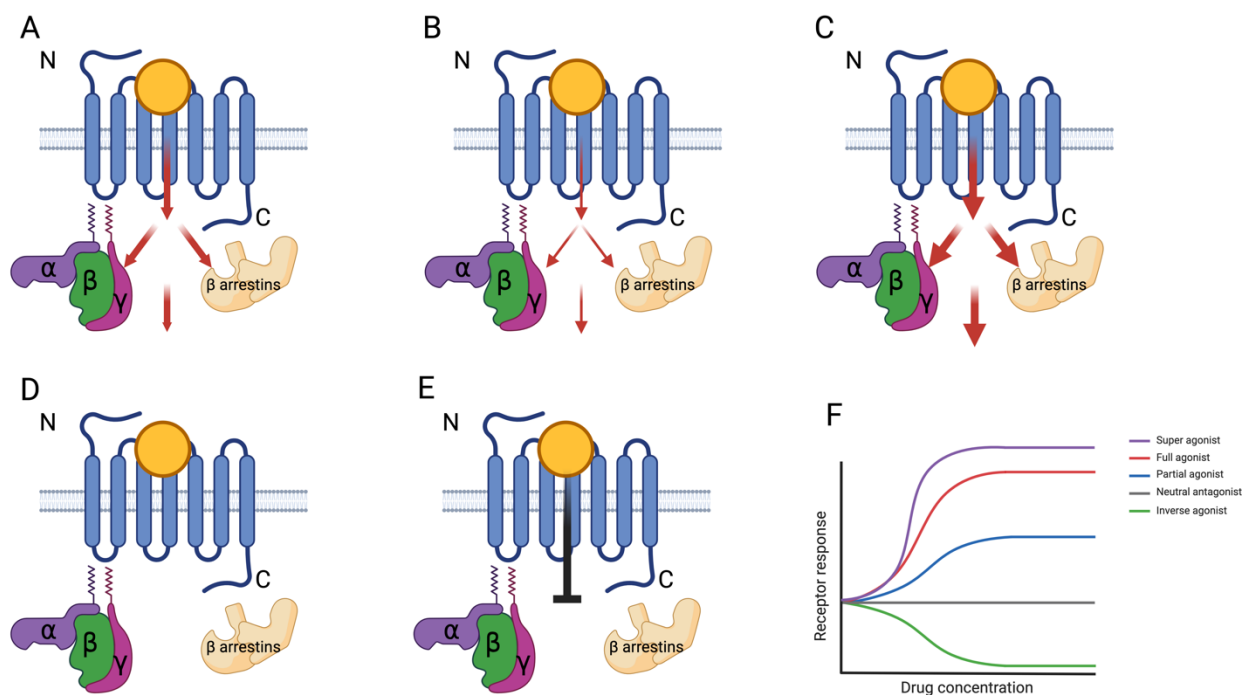 A
N
C
α
β
γ
β arrestins
B
N
C
α
β
γ
β arrestins
C
N
C
α
β
γ
β arrestins
D
N
C
α
β
γ
β arrestins
E
N
C
α
β
γ
β arrestins
F
Super agonist
Full agonist
Partial agonist
Neutral antagonist
Inverse agonist
Receptor response
Drug concentration